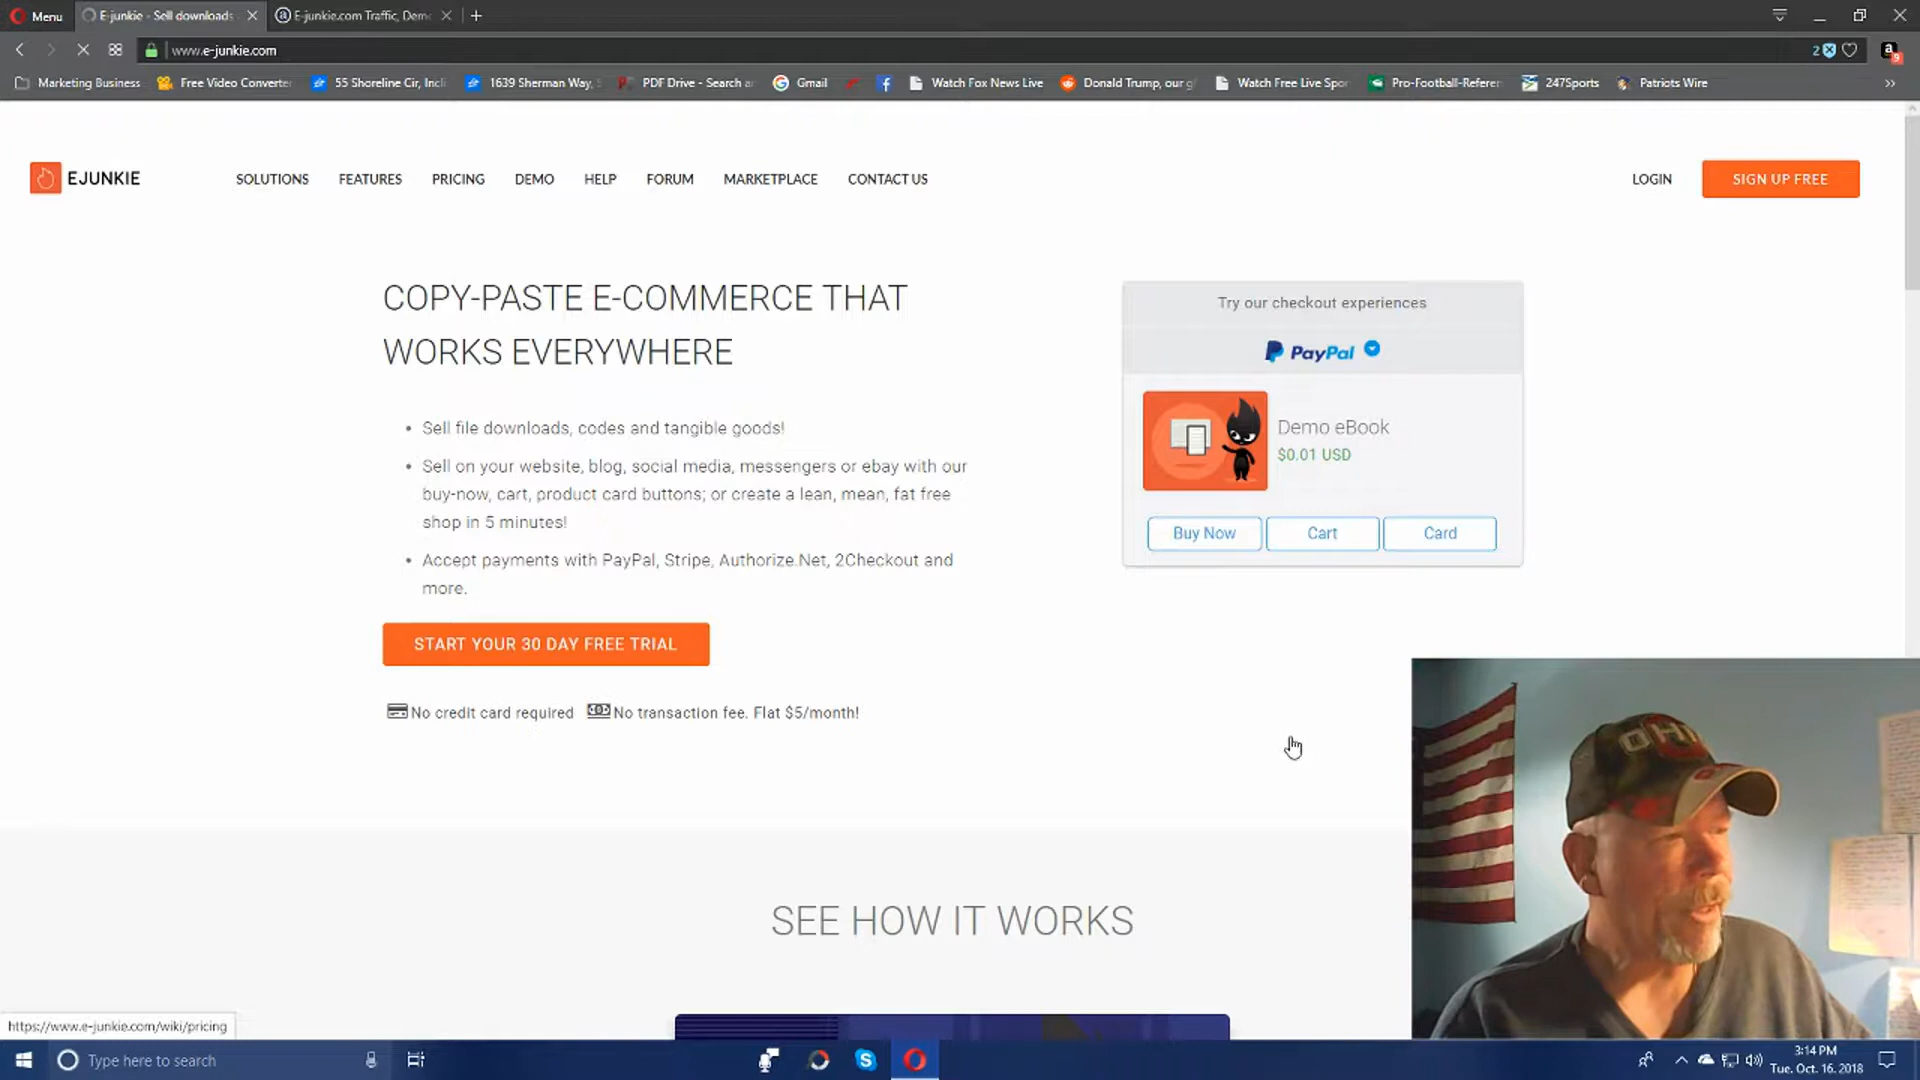 Menu
E-junkie - Sell downloads
E-junkie.com Traffic, Demo
www.e-junkie.com
2
9
Marketing Business
Free Video Converte
55 Shoreline Cir, Incli
1639 Sherman Way,
PDF Drive - Search a
Gmail
Watch Fox News Live
Donald Trump, our g
Watch Free Live Spo
Pro-Football-Referen
247Sports
Patriots Wire
EJUNKIE
SOLUTIONS
FEATURES
PRICING
DEMO
HELP
FORUM
MARKETPLACE
CONTACT US
LOGIN
SIGN UP FREE
COPY-PASTE E-COMMERCE THAT
WORKS EVERYWHERE
• Sell file downloads, codes and tangible goods!
• Sell on your website, blog, social media, messengers or ebay with our
buy-now, cart, product card buttons; or create a lean, mean, fat free
shop in 5 minutes!
• Accept payments with PayPal, Stripe, Authorize.Net, 2Checkout and
more.
START YOUR 30 DAY FREE TRIAL
No credit card required
No transaction fee. Flat $5/month!
Try our checkout experiences
PayPal
Demo eBook
$0.01 USD
Buy Now
Cart
Card
SEE HOW IT WORKS
OHI
https://www.e-junkie.com/wiki/pricing
Type here to search
3:14 PM
Tue. Oct. 16. 2018